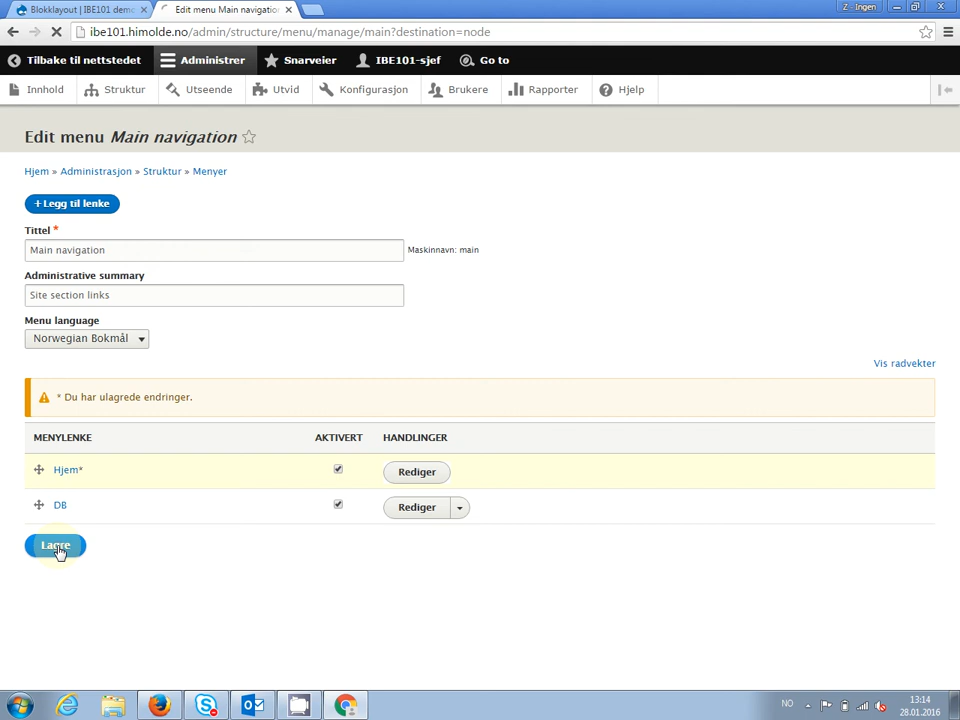 Blokklayout | IBE101 demo
Edit menu Main navigation
Ingen
ibe101.himolde.no/admin/structure/menu/manage/main?destination=node
Tilbake til nettstedet
Administrer
Snarveier
IBE101-sjef
Go to
Innhold
Struktur
Utseende
Utvid
Konfigurasjon
Brukere
Rapporter
Hjelp
Edit menu Main navigation
Hjem » Administrasjon » Struktur » Menyer
+ Legg til lenke
Tittel *
Main navigation
Maskinnavn: main
Administrative summary
Site section links
Menu language
Norwegian Bokmål
Vis radvekter
* Du har ulagrede endringer.
MENYLENKE AKTIVERT HANDLINGER
Hjem* Rediger
DB Rediger
Lagre
NO
13:14
28.01.2016